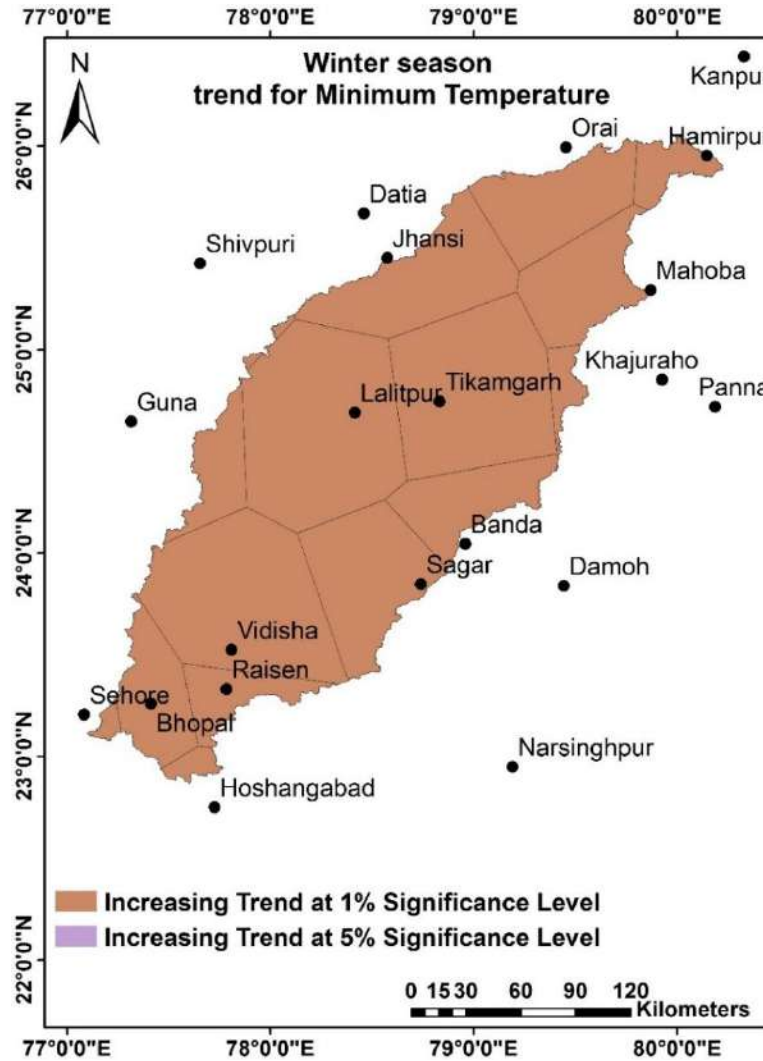 77°0'0"E 78°0'0"E 79°0'0"E 80°0'0"E
Winter season
trend for Minimum Temperature
N
Kanpu
Orai
Hamirpur
26°0'0"N
Datia
Shivpuri
Jhansi
Mahoba
25°0'0"N
Khajuraho
Tikamgarh
Lalitpur
Panna
Guna
Banda
24°0'0"N
Sagar
Damoh
Vidisha
Raisen
Sehore
Bhopal
Narsinghpur
23°0'0"N
Hoshangabad
Increasing Trend at 1% Significance Level
Increasing Trend at 5% Significance Level
22°0'0"N
0 15 30 60 90 120
Kilometers
77°0'0"E 78°0'0"E 79°0'0"E 80°0'0"E